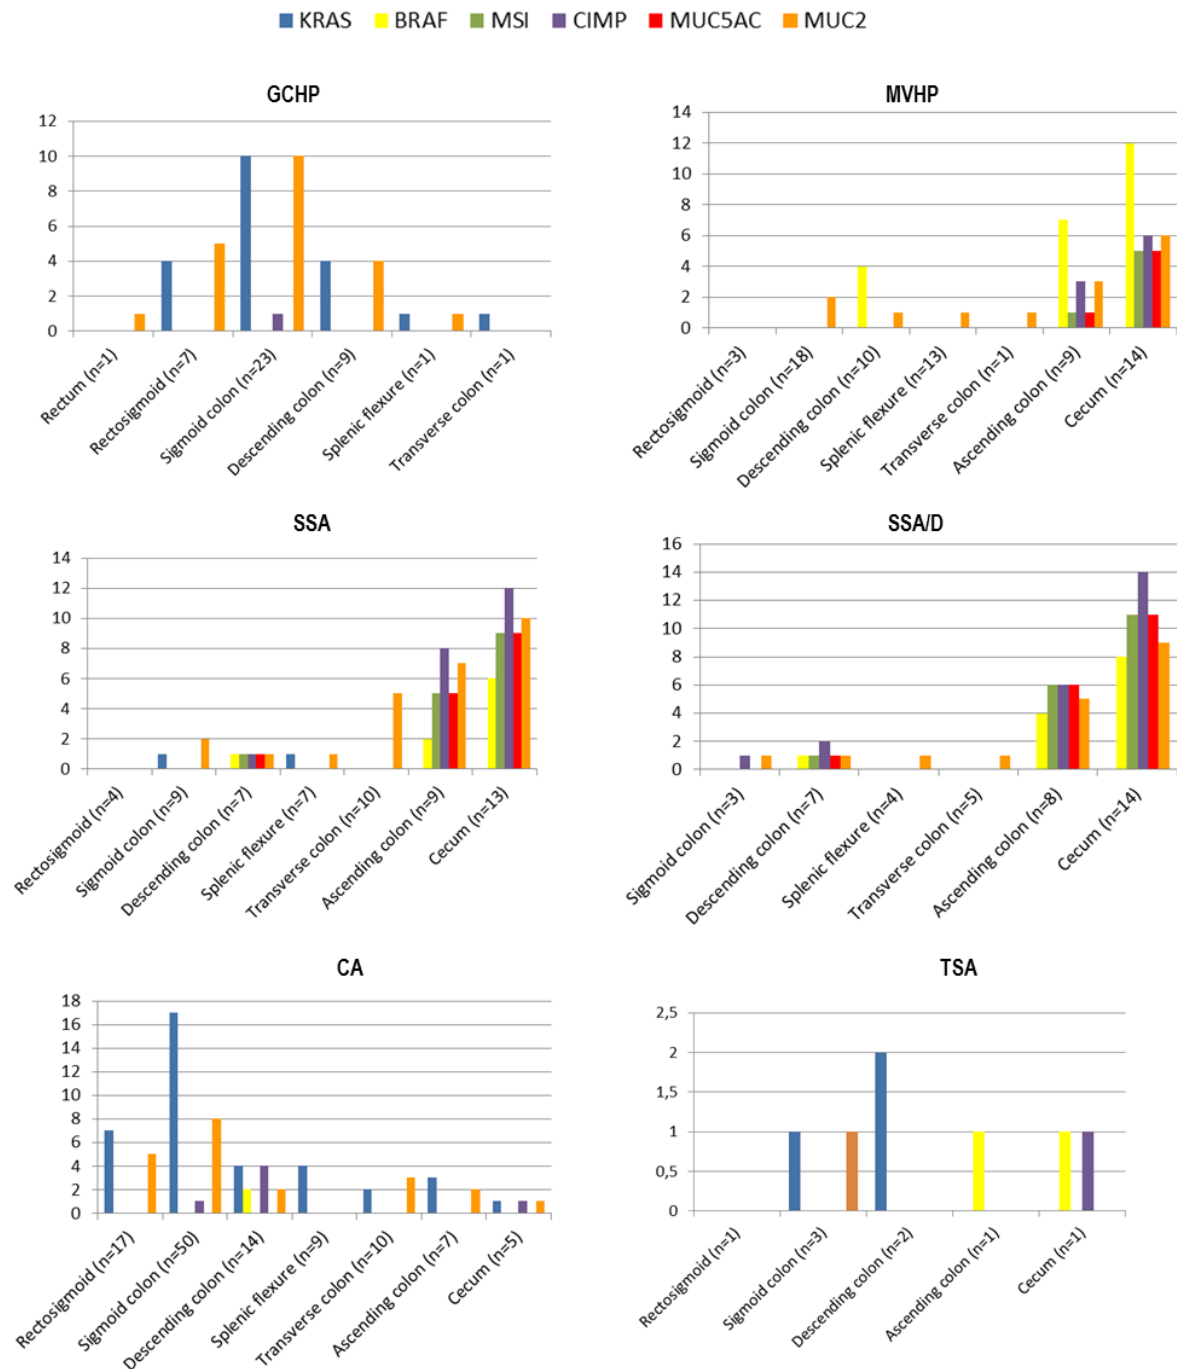 KRAS BRAF MSI CIMP MUC5AC MUC2
GCHP
12
10
8
6
4
2
0
Rectum (n=1)
Rectosigmoid (n=7)
Sigmoid colon (n=23)
Descending colon (n=9)
Splenic flexure (n=1)
Transverse colon (n=1)
MVHP
14
12
10
8
6
4
2
0
Rectosigmoid (n=3)
Sigmoid colon (n=18)
Descending colon (n=10)
Splenic flexure (n=13)
Transverse colon (n=1)
Ascending colon (n=9)
Cecum (n=14)
SSA
14
12
10
8
6
4
2
0
Rectosigmoid (n=4)
Sigmoid colon (n=9)
Descending colon (n=7)
Splenic flexure (n=7)
Transverse colon (n=10)
Ascending colon (n=9)
Cecum (n=13)
SSA/D
16
14
12
10
8
6
4
2
0
Sigmoid colon (n=3)
Descending colon (n=7)
Splenic flexure (n=4)
Transverse colon (n=5)
Ascending colon (n=8)
Cecum (n=14)
CA
18
16
14
12
10
8
6
4
2
0
Rectosigmoid (n=17)
Sigmoid colon (n=50)
Descending colon (n=14)
Splenic flexure (n=9)
Transverse colon (n=10)
Ascending colon (n=7)
Cecum (n=5)
TSA
2,5
2
1,5
1
0,5
0
Rectosigmoid (n=1)
Sigmoid colon (n=3)
Descending colon (n=2)
Ascending colon (n=1)
Cecum (n=1)